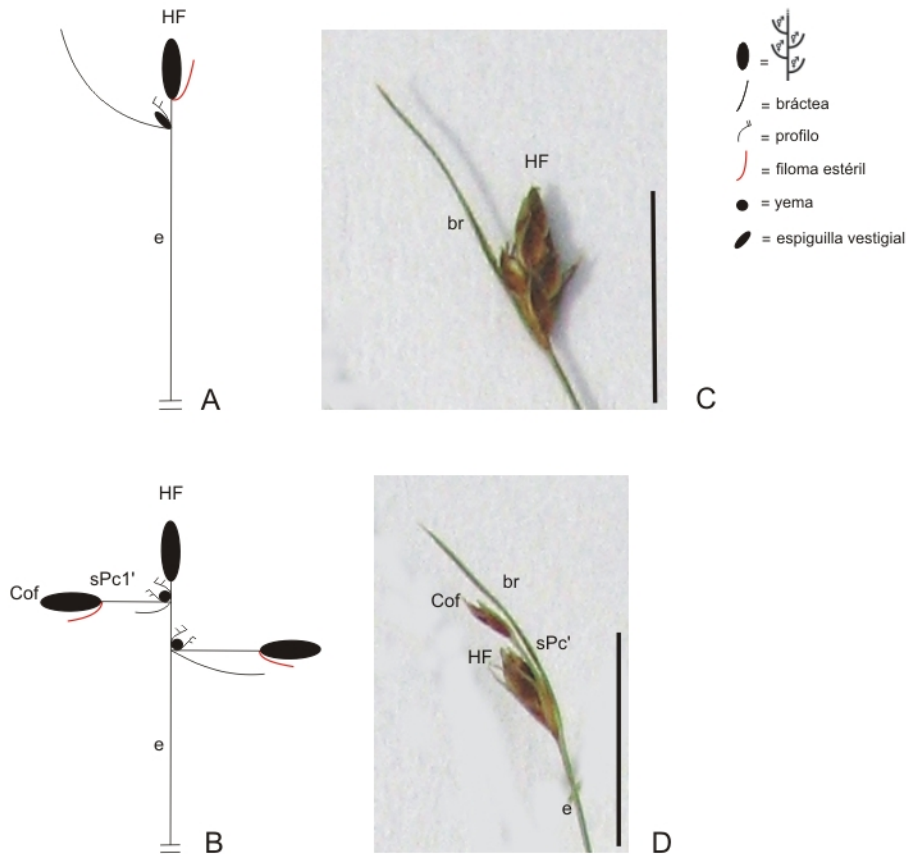 HF
e
A
HF
br
C
=
= bráctea
= profilo
= filoma estéril
= yema
= espiguilla vestigial
HF
sPc1'
Cof
e
B
br
Cof
sPc'
HF
e
D